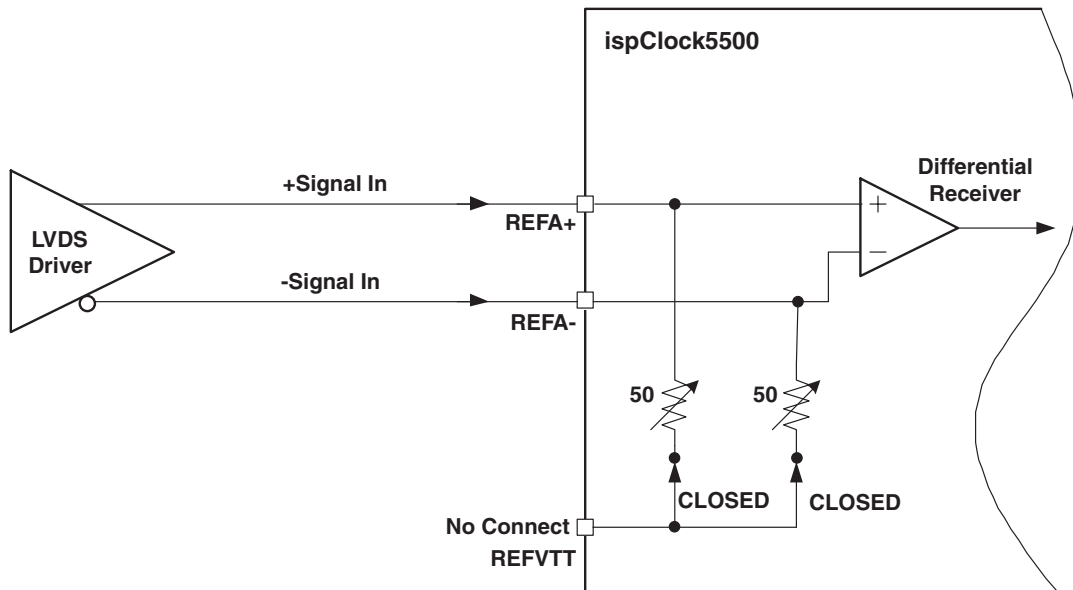 ispClock5500
Differential
Receiver
+Signal In
+
REFA+
LVDS
Driver
−
-Signal In
REFA-
50
50
CLOSED
CLOSED
No Connect
REFVTT